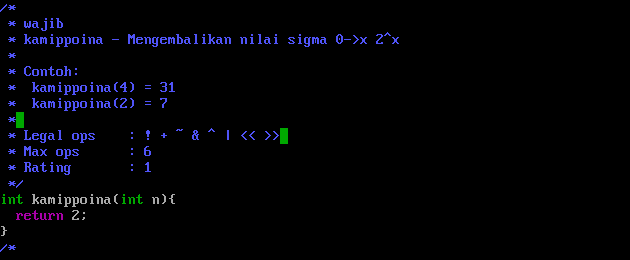 /*
 * wajib
 * kamippoina - Mengembalikan nilai sigma 0->x 2^x
 *
 * Contoh:
 *  kamippoina(4) = 31
 *  kamippoina(2) = 7
 *
 * Legal ops    : ! + ~ & ^ | << >>
 * Max ops      : 6
 * Rating       : 1
 */
int kamippoina(int n){
  return 2;
}
/*